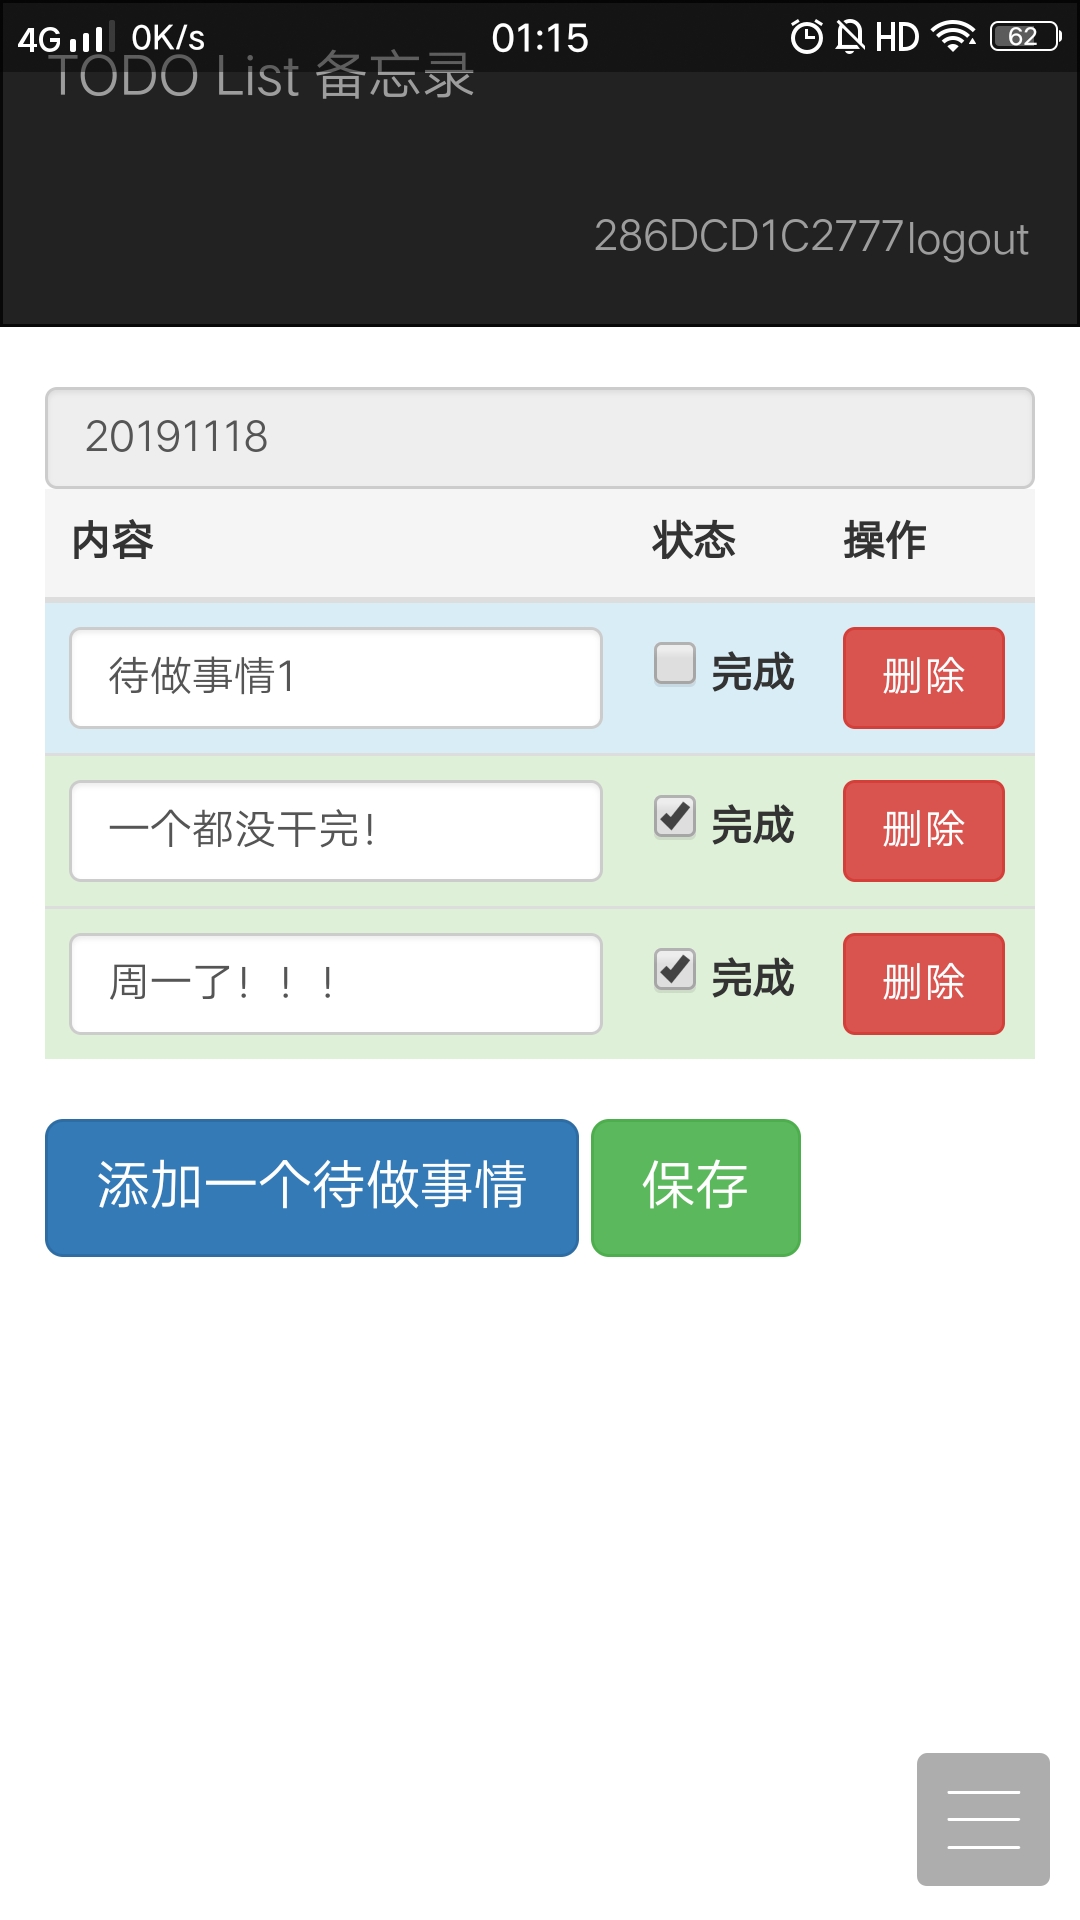 4G 0K/s 01:15 HD 62
TODO List 备忘录
286DCD1C2777logout
20191118
内容 状态 操作
待做事情1 完成 删除
一个都没干完! 完成 删除
周一了！！！ 完成 删除
添加一个待做事情 保存